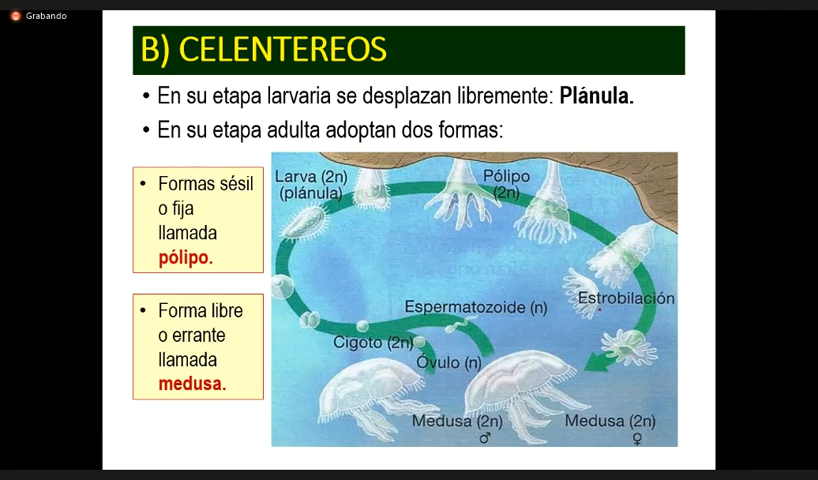 Grabando
B) CELENTEREOS
• En su etapa larvaria se desplazan libremente: Plánula.
• En su etapa adulta adoptan dos formas:
• Formas sésil
o fija
llamada
pólipo.
• Forma libre
o errante
llamada
medusa.
Larva (2n)
(plánula)
Pólipo
(2n)
Estrobilación
Espermatozoide (n)
Cigoto (2n)
Óvulo (n)
Medusa (2n)
♂
Medusa (2n)
♀